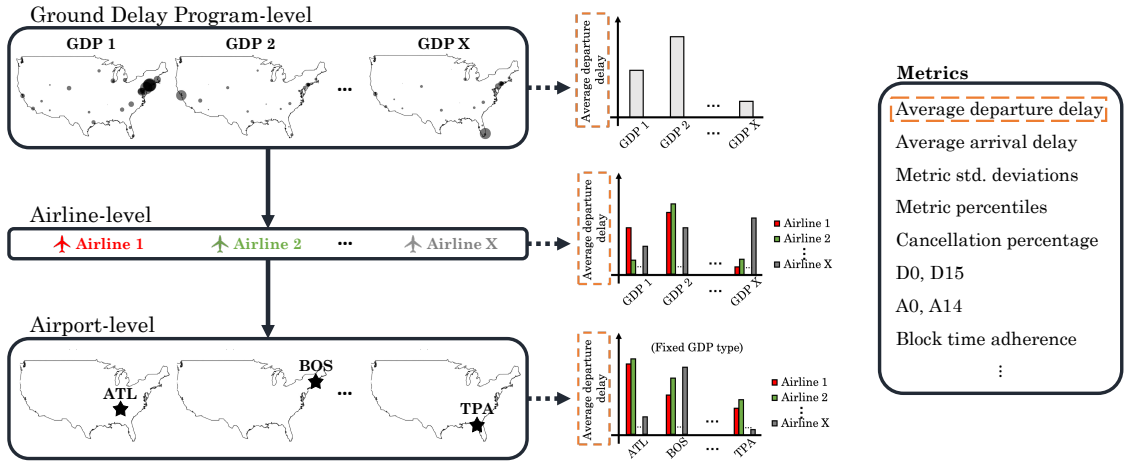 Ground Delay Program-level
GDP 1
GDP 2
GDP X
...
Average departure
delay
GDP 1
GDP 2
...
...
GDP X
Airline-level
Airline 1
Airline 2
...
Airline X
Average departure
delay
...
...
...
...
GDP 1
GDP 2
...
GDP X
Airline 1
Airline 2
⋮
Airline X
Airport-level
ATL
BOS
...
TPA
Average departure
delay
(Fixed GDP type)
...
...
...
...
ATL
BOS
...
TPA
Airline 1
Airline 2
⋮
Airline X
Metrics
Average departure delay
Average arrival delay
Metric std. deviations
Metric percentiles
Cancellation percentage
D0, D15
A0, A14
Block time adherence
⋮